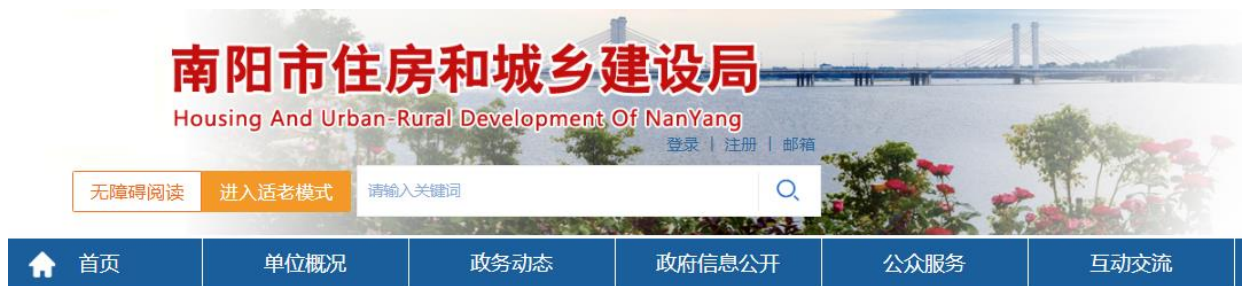 南阳市住房和城乡建设局
Housing And Urban-Rural Development Of NanYang
登录 | 注册 | 邮箱
无障碍阅读 进入适老模式 请输入关键词
首页 单位概况 政务动态 政府信息公开 公众服务 互动交流